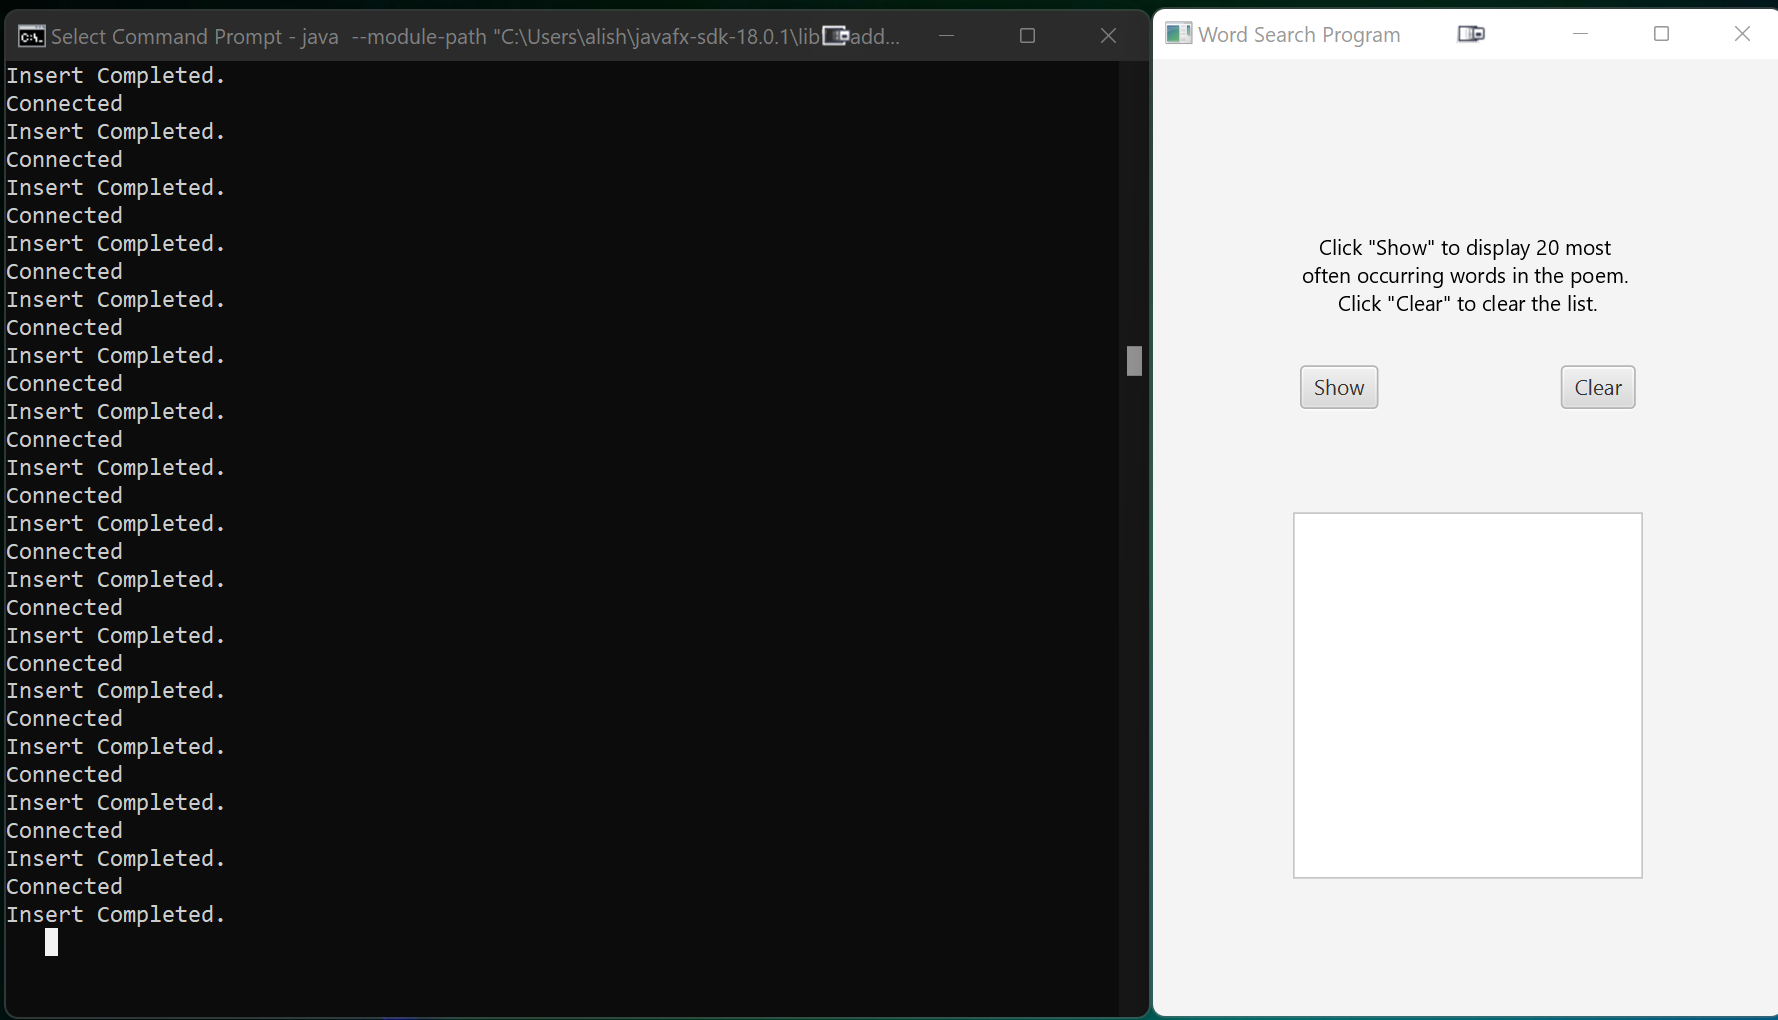 Select Command Prompt - java  --module-path "C:\Users\alish\javafx-sdk-18.0.1\lib add...
Insert Completed.
Connected
Insert Completed.
Connected
Insert Completed.
Connected
Insert Completed.
Connected
Insert Completed.
Connected
Insert Completed.
Connected
Insert Completed.
Connected
Insert Completed.
Connected
Insert Completed.
Connected
Insert Completed.
Connected
Insert Completed.
Connected
Insert Completed.
Connected
Insert Completed.
Connected
Insert Completed.
Connected
Insert Completed.
Connected
Insert Completed.
Word Search Program
Click "Show" to display 20 most
often occurring words in the poem.
Click "Clear" to clear the list.
Show
Clear